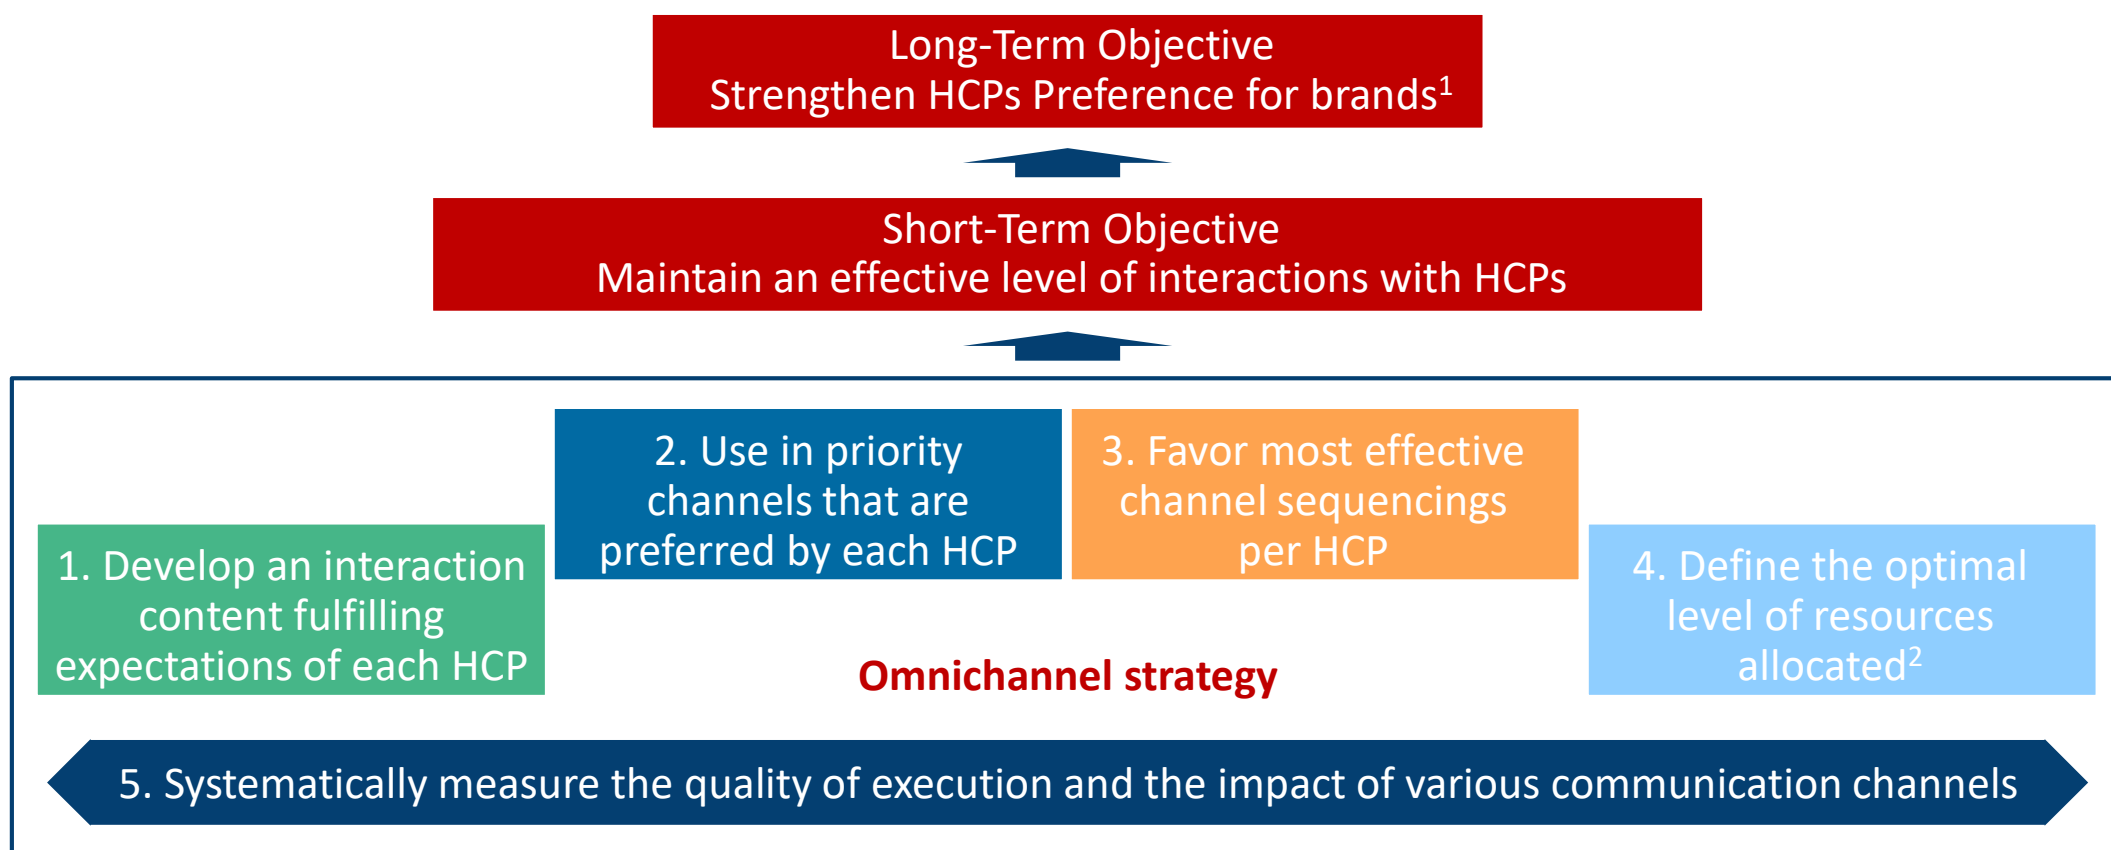 Long-Term Objective
Strengthen HCPs Preference for brands¹
Short-Term Objective
Maintain an effective level of interactions with HCPs
1. Develop an interaction
content fulfilling
expectations of each HCP
2. Use in priority
channels that are
preferred by each HCP
3. Favor most effective
channel sequencings
per HCP
4. Define the optimal
level of resources
allocated²
Omnichannel strategy
5. Systematically measure the quality of execution and the impact of various communication channels